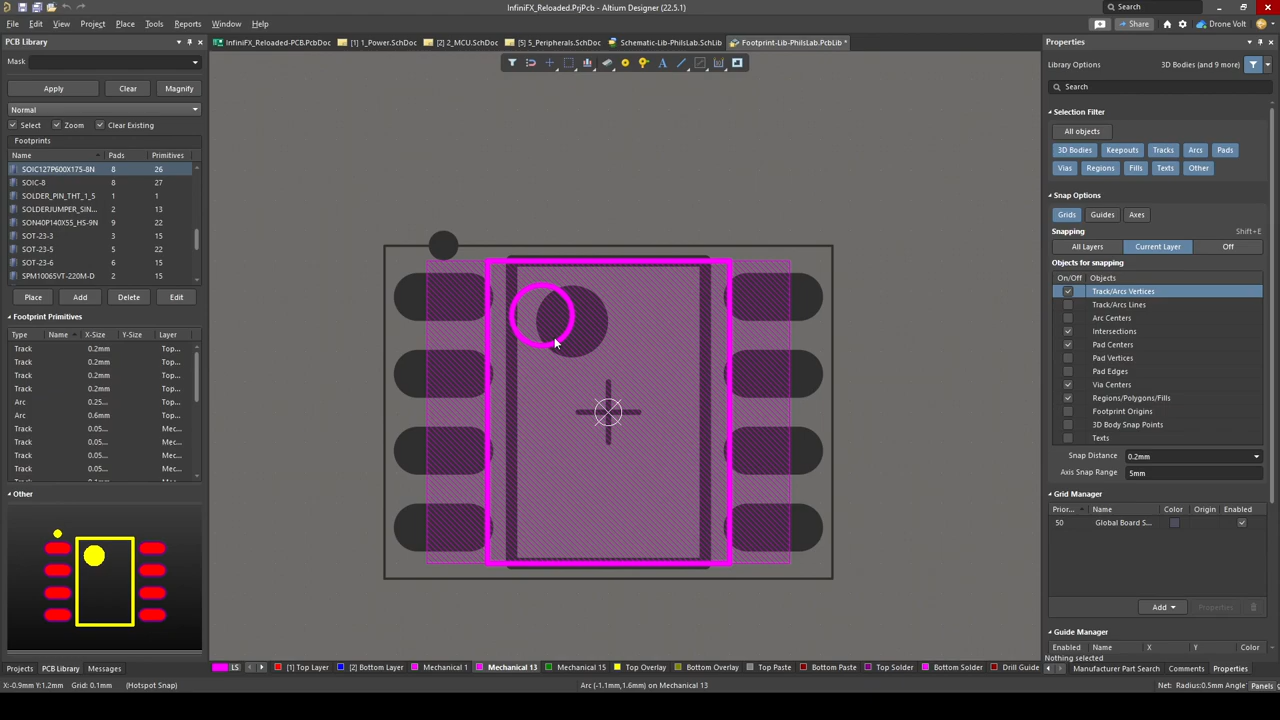 InfiniFX_Reloaded.PrjPcb - Altium Designer (22.5.1)
Search
File Edit View Project Place Tools Reports Window Help
Share
Drone Volt
PCB Library
InfiniFX_Reloaded-PCB.PcbDoc [1] 1_Power.SchDoc [2] 2_MCU.SchDoc [5] 5_Peripherals.SchDoc Schematic-Lib-PhilsLab.SchLib Footprint-Lib-PhilsLab.PcbLib *
Properties
Mask
Library Options 3D Bodies (and 9 more)
Apply Clear Magnify
Search
Normal
Select Zoom Clear Existing
Selection Filter
All objects
Footprints
Name Pads Primitives
3D Bodies Keepouts Tracks Arcs Pads
Vias Regions Fills Texts Other
SOIC127P600X175-8N 8 26
SOIC-8 8 27
SOLDER_PIN_THT_1_5 1 1
SOLDERJUMPER_SIN... 2 13
SON40P140X55_HS-9N 9 22
SOT-23-3 3 15
SOT-23-5 5 22
SOT-23-6 6 15
SPM10065VT-220M-D 2 15
Place Add Delete Edit
Snap Options
Grids Guides Axes
Snapping Shift+E
All Layers Current Layer Off
Objects for snapping
On/Off Objects
Track/Arcs Vertices
Track/Arcs Lines
Arc Centers
Intersections
Pad Centers
Pad Vertices
Pad Edges
Via Centers
Regions/Polygons/Fills
Footprint Origins
3D Body Snap Points
Texts
Snap Distance 0.2mm
Axis Snap Range 5mm
Footprint Primitives
Type Name X-Size Y-Size Layer
Track 0.2mm Top...
Track 0.2mm Top...
Track 0.2mm Top...
Track 0.2mm Top...
Arc 0.25... Top...
Arc 0.6mm Top...
Track 0.05... Mec...
Track 0.05... Mec...
Track 0.05... Mec...
Other
Grid Manager
Prior... Name Color Origin Enabled
50 Global Board S...
Add Properties
Guide Manager
Enabled Name X Y Color
Nothing selected
Projects PCB Library Messages
LS [1] Top Layer [2] Bottom Layer Mechanical 1 Mechanical 13 Mechanical 15 Top Overlay Bottom Overlay Top Paste Bottom Paste Top Solder Bottom Solder Drill Guide
Manufacturer Part Search Comments Properties
X:-0.9mm Y:1.2mm Grid: 0.1mm (Hotspot Snap)
Arc (-1.1mm,1.6mm) on Mechanical 13
Net: Radius:0.5mm Angle
Panels